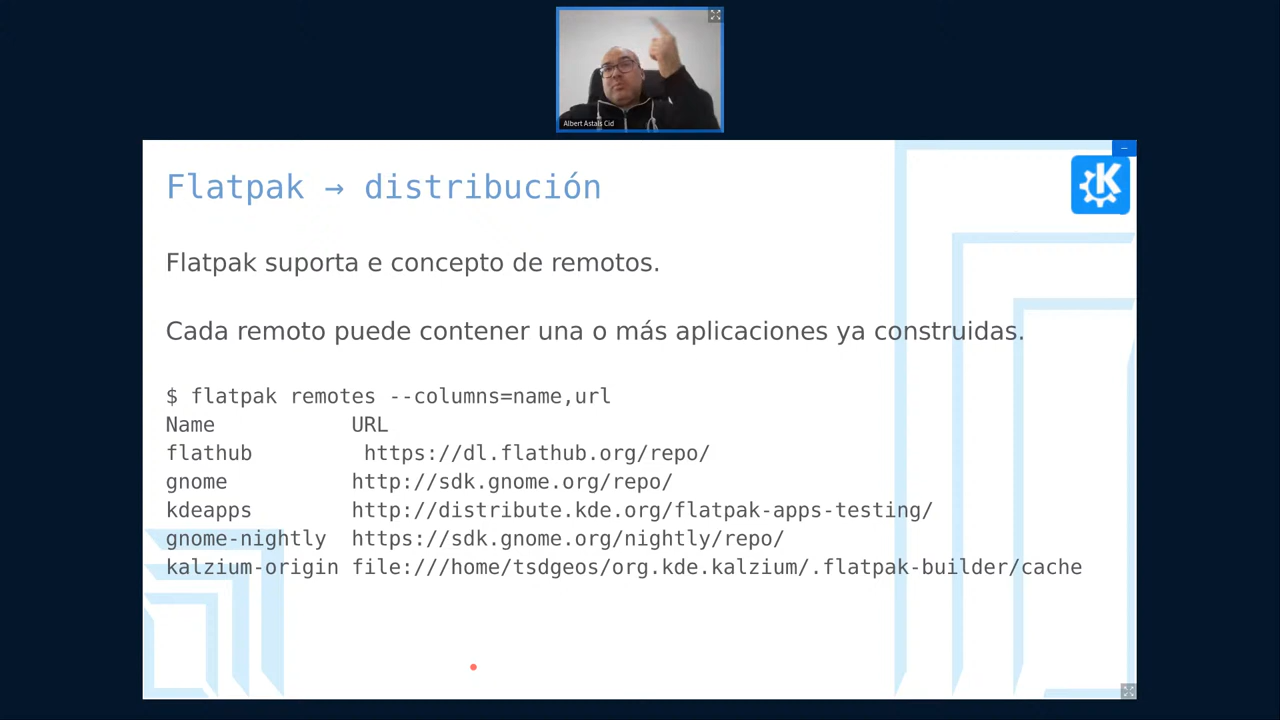 Albert Astals Cid
Flatpak → distribución
Flatpak suporta e concepto de remotos.
Cada remoto puede contener una o más aplicaciones ya construidas.
$ flatpak remotes --columns=name,url
Name URL
flathub https://dl.flathub.org/repo/
gnome http://sdk.gnome.org/repo/
kdeapps http://distribute.kde.org/flatpak-apps-testing/
gnome-nightly https://sdk.gnome.org/nightly/repo/
kalzium-origin file:///home/tsdgeos/org.kde.kalzium/.flatpak-builder/cache